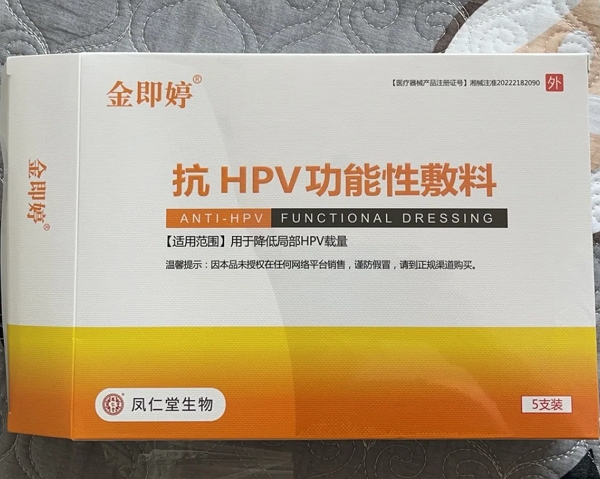 金即婷®
【医疗器械产品注册证号】湘械注准20222182090
外
金即婷®
抗 HPV功能性敷料
ANTI-HPV FUNCTIONAL DRESSING
【适用范围】用于降低局部HPV载量
温馨提示：因本品未授权在任何网络平台销售，谨防假冒，请到正规渠道购买。
凤仁堂生物
5支装